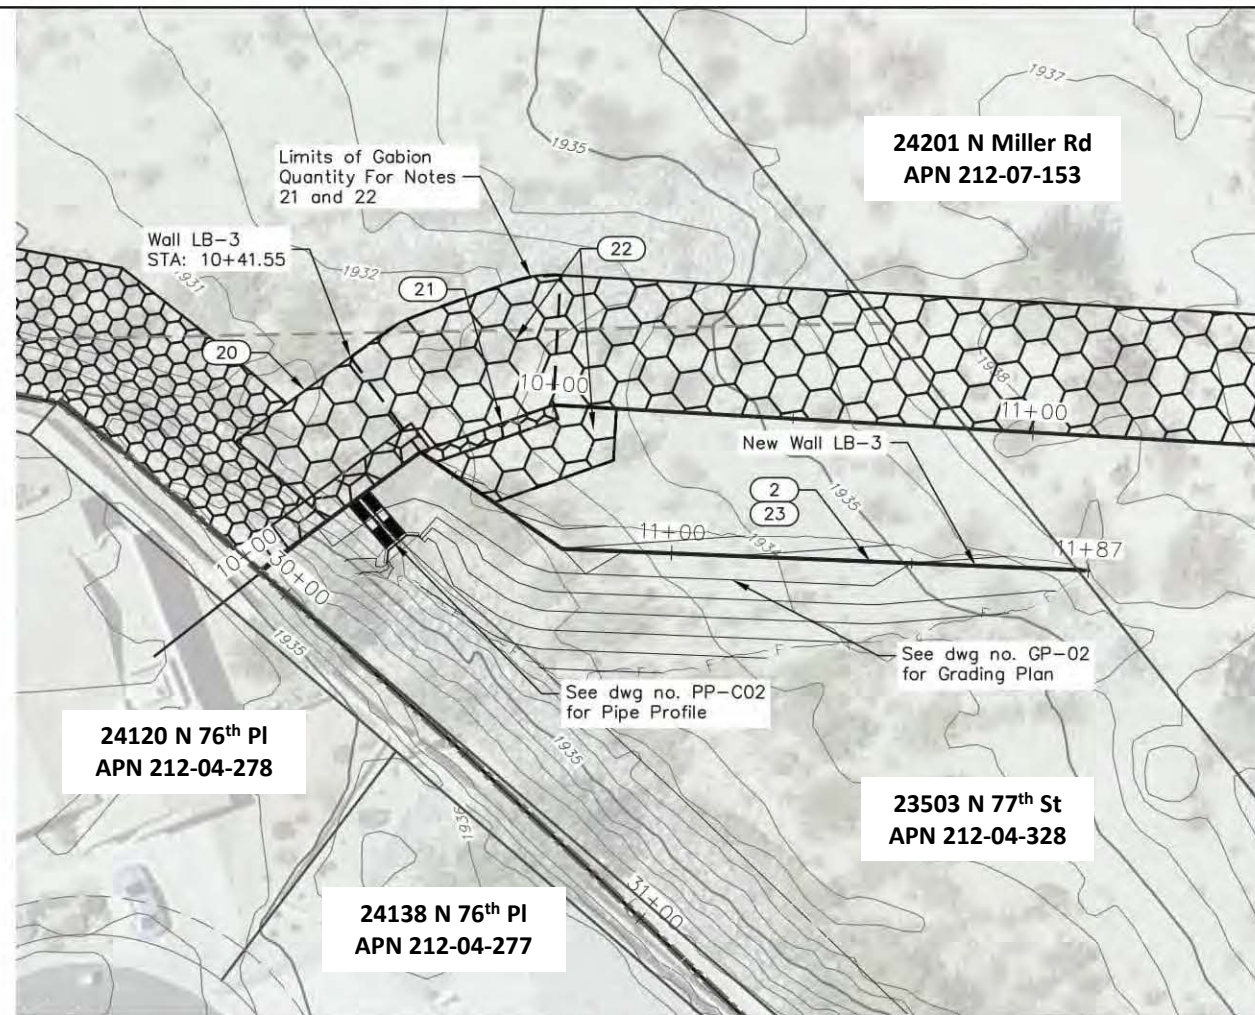 1937
1935
24201 N Miller Rd
APN 212-07-153
Limits of Gabion
Quantity For Notes
21 and 22
Wall LB-3
STA: 10+41.55
1931
1932
22
21
20
10+00
1938
11+00
New Wall LB-3
2
23
1935
11+00
1934
11+87
10+00
30+00
1935
F
F
F
F
F
F
See dwg no. GP-02
for Grading Plan
See dwg no. PP-C02
for Pipe Profile
24120 N 76th Pl
APN 212-04-278
1935
23503 N 77th St
APN 212-04-328
1936
31+00
24138 N 76th Pl
APN 212-04-277